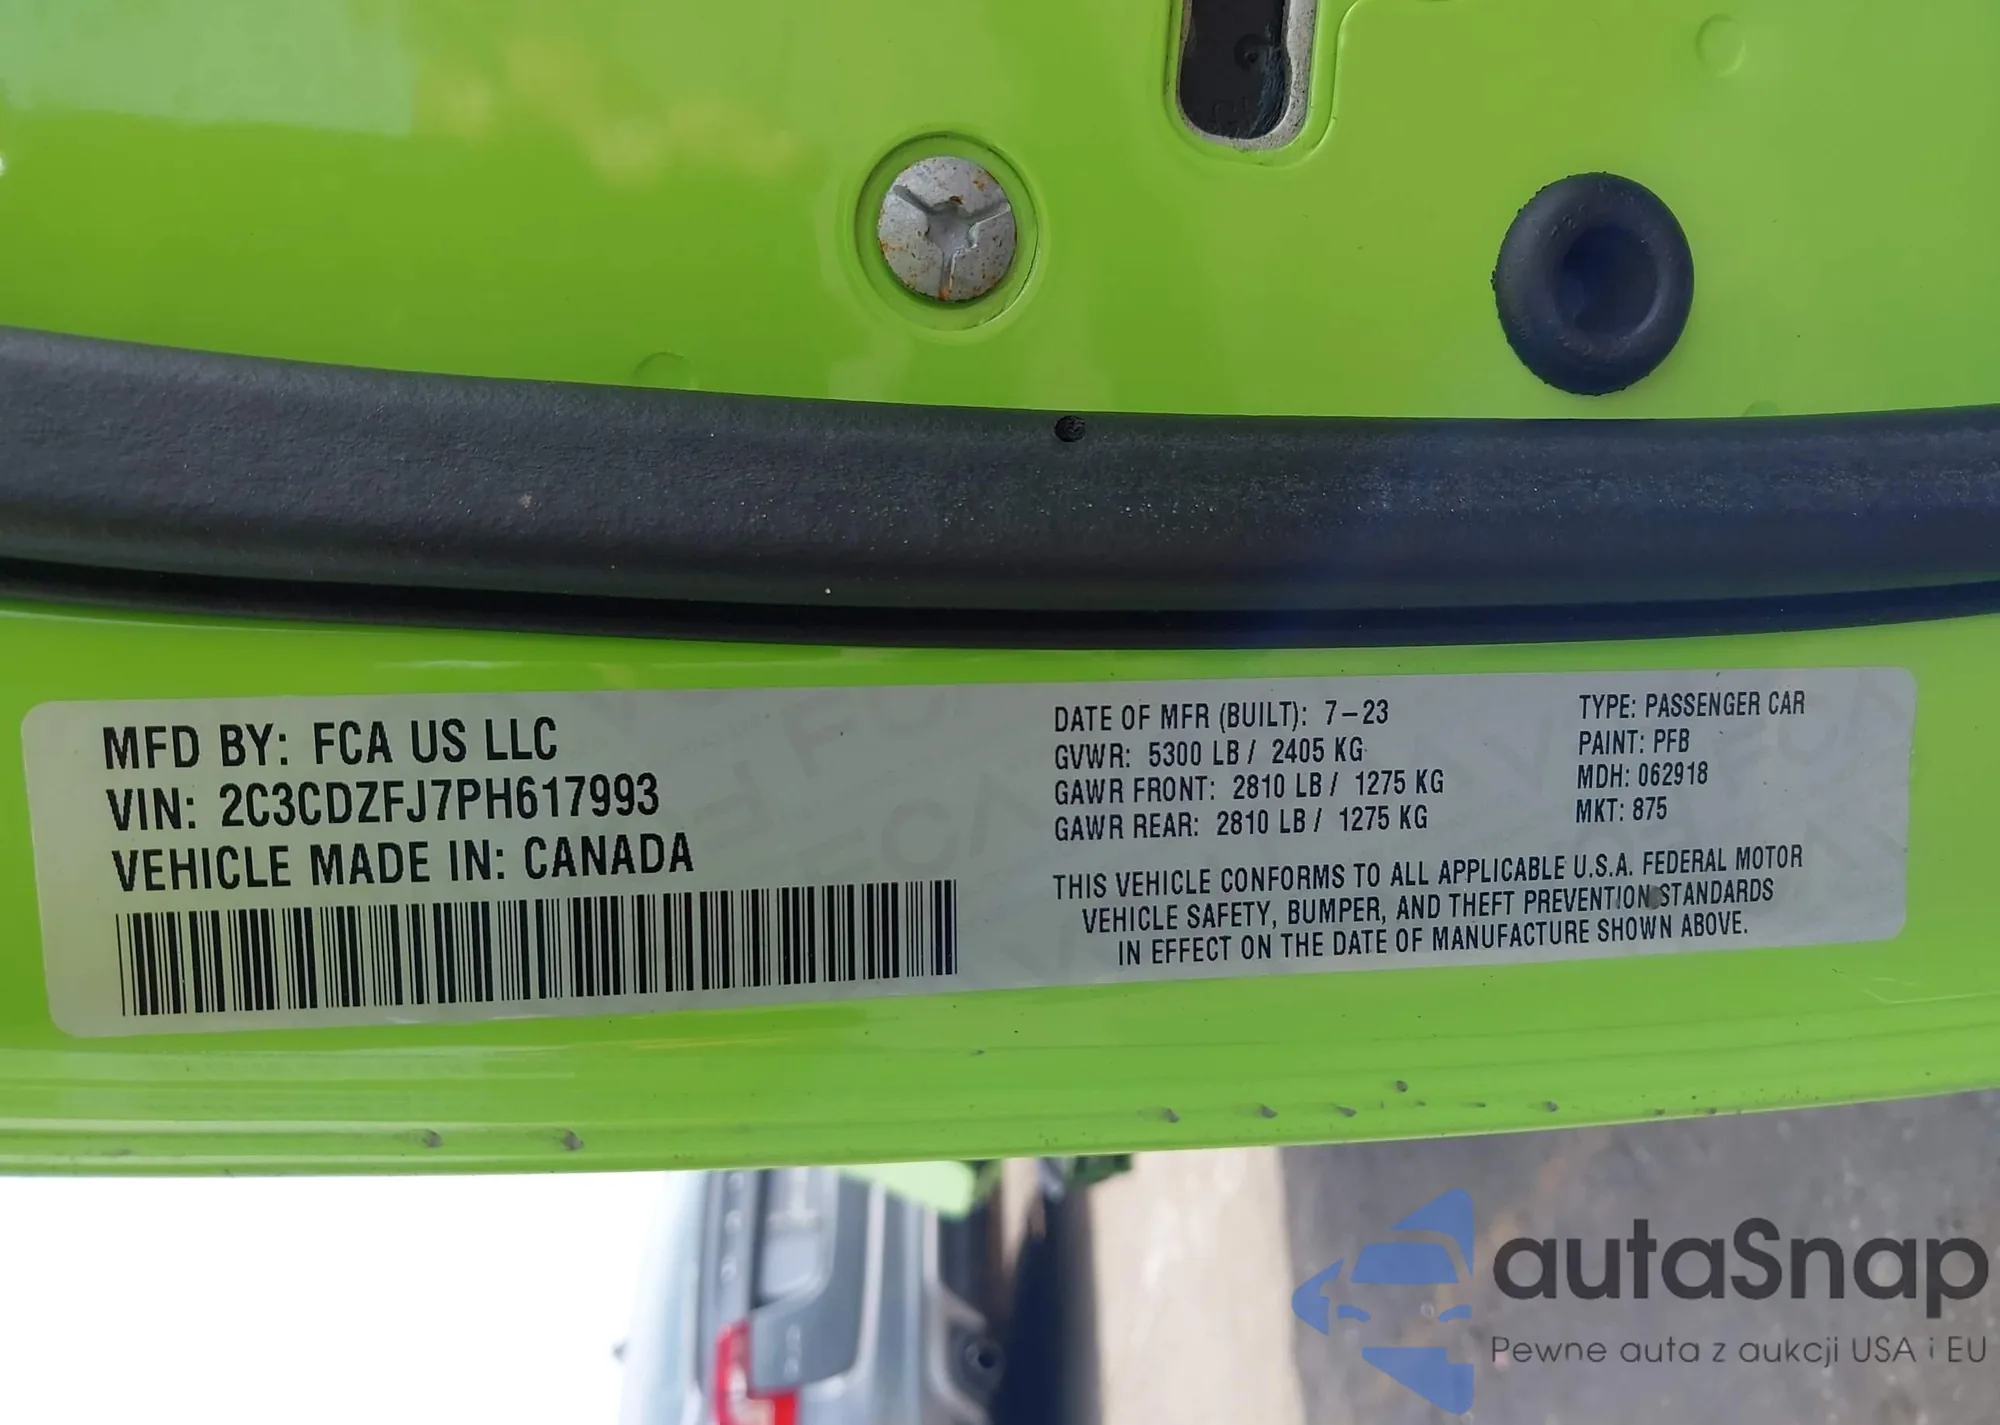 MFD BY: FCA US LLC
VIN: 2C3CDZFJ7PH617993
VEHICLE MADE IN: CANADA
DATE OF MFR (BUILT): 7-23
GVWR: 5300 LB / 2405 KG
GAWR FRONT: 2810 LB / 1275 KG
GAWR REAR: 2810 LB / 1275 KG
TYPE: PASSENGER CAR
PAINT: PFB
MDH: 062918
MKT: 875
THIS VEHICLE CONFORMS TO ALL APPLICABLE U.S.A. FEDERAL MOTOR
VEHICLE SAFETY, BUMPER, AND THEFT PREVENTION STANDARDS
IN EFFECT ON THE DATE OF MANUFACTURE SHOWN ABOVE.
autaSnap
Pewne auta z aukcji USA i EU